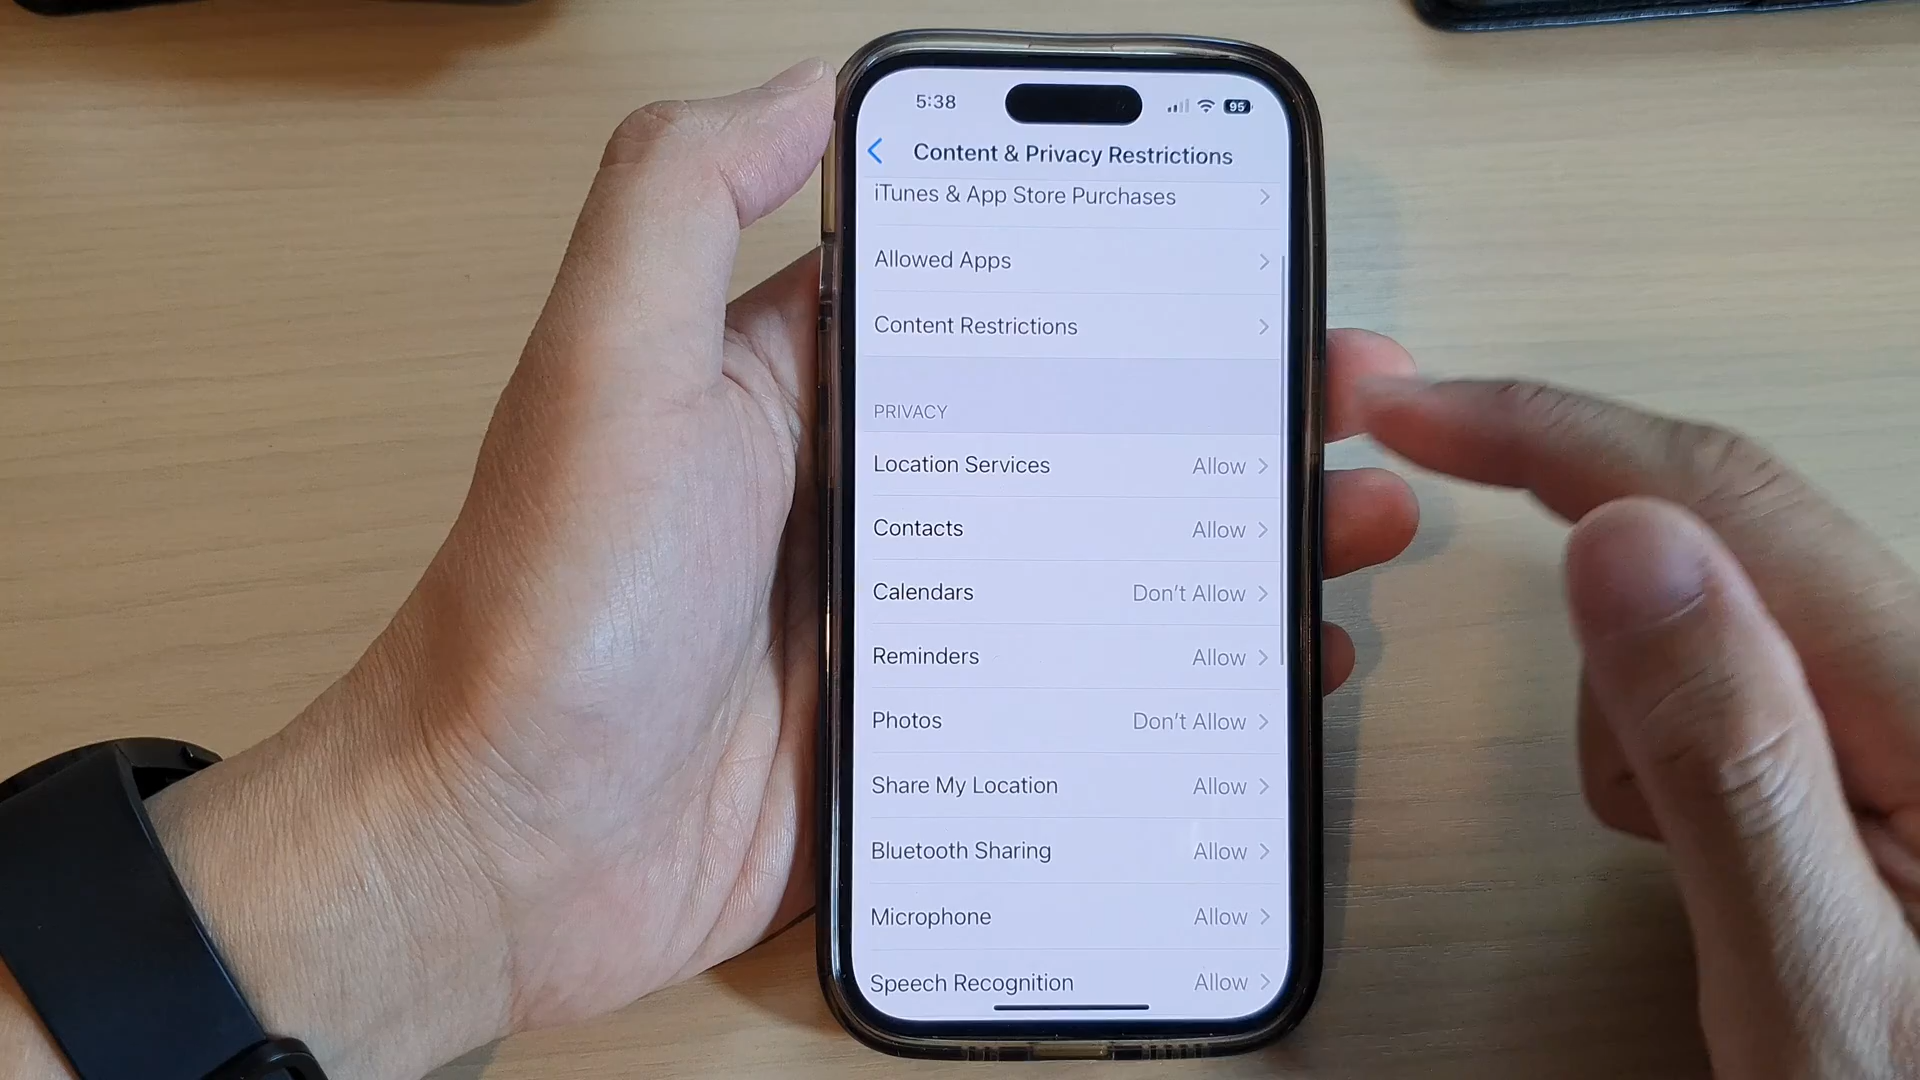 5:38
95
Content & Privacy Restrictions
iTunes & App Store Purchases
Allowed Apps
Content Restrictions
PRIVACY
Location Services Allow
Contacts Allow
Calendars Don't Allow
Reminders Allow
Photos Don't Allow
Share My Location Allow
Bluetooth Sharing Allow
Microphone Allow
Speech Recognition Allow